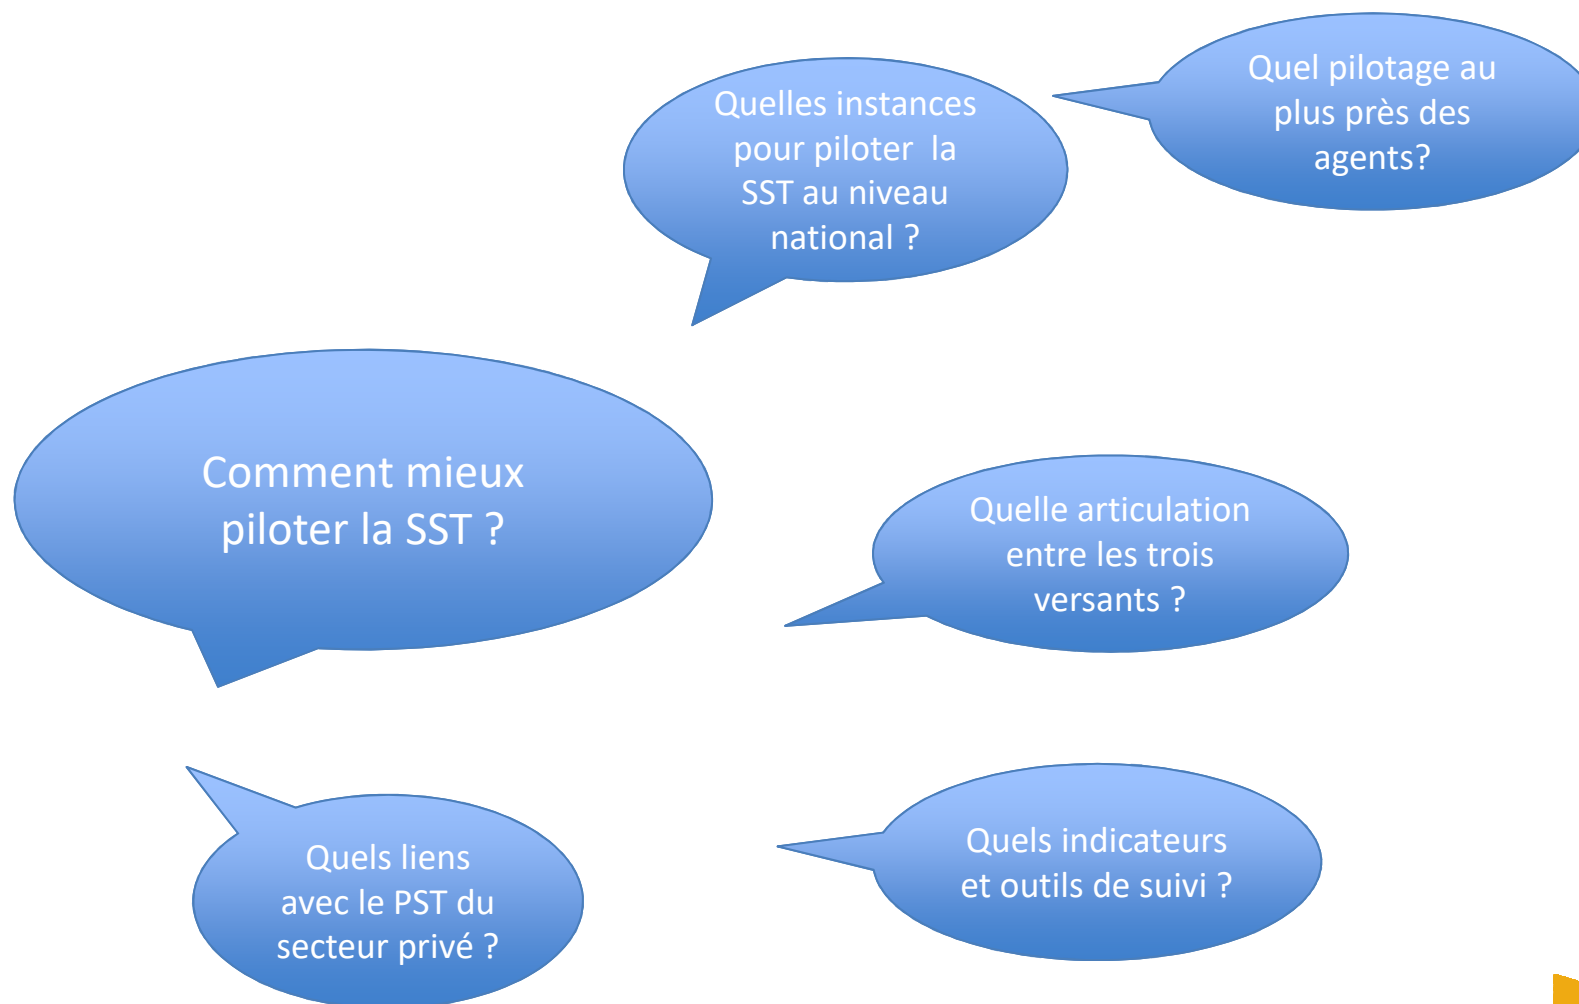 Quel pilotage au
plus près des
agents?
Quelles instances
pour piloter  la
SST au niveau
national ?
Comment mieux
piloter la SST ?
Quelle articulation
entre les trois
versants ?
Quels liens
avec le PST du
secteur privé ?
Quels indicateurs
et outils de suivi ?